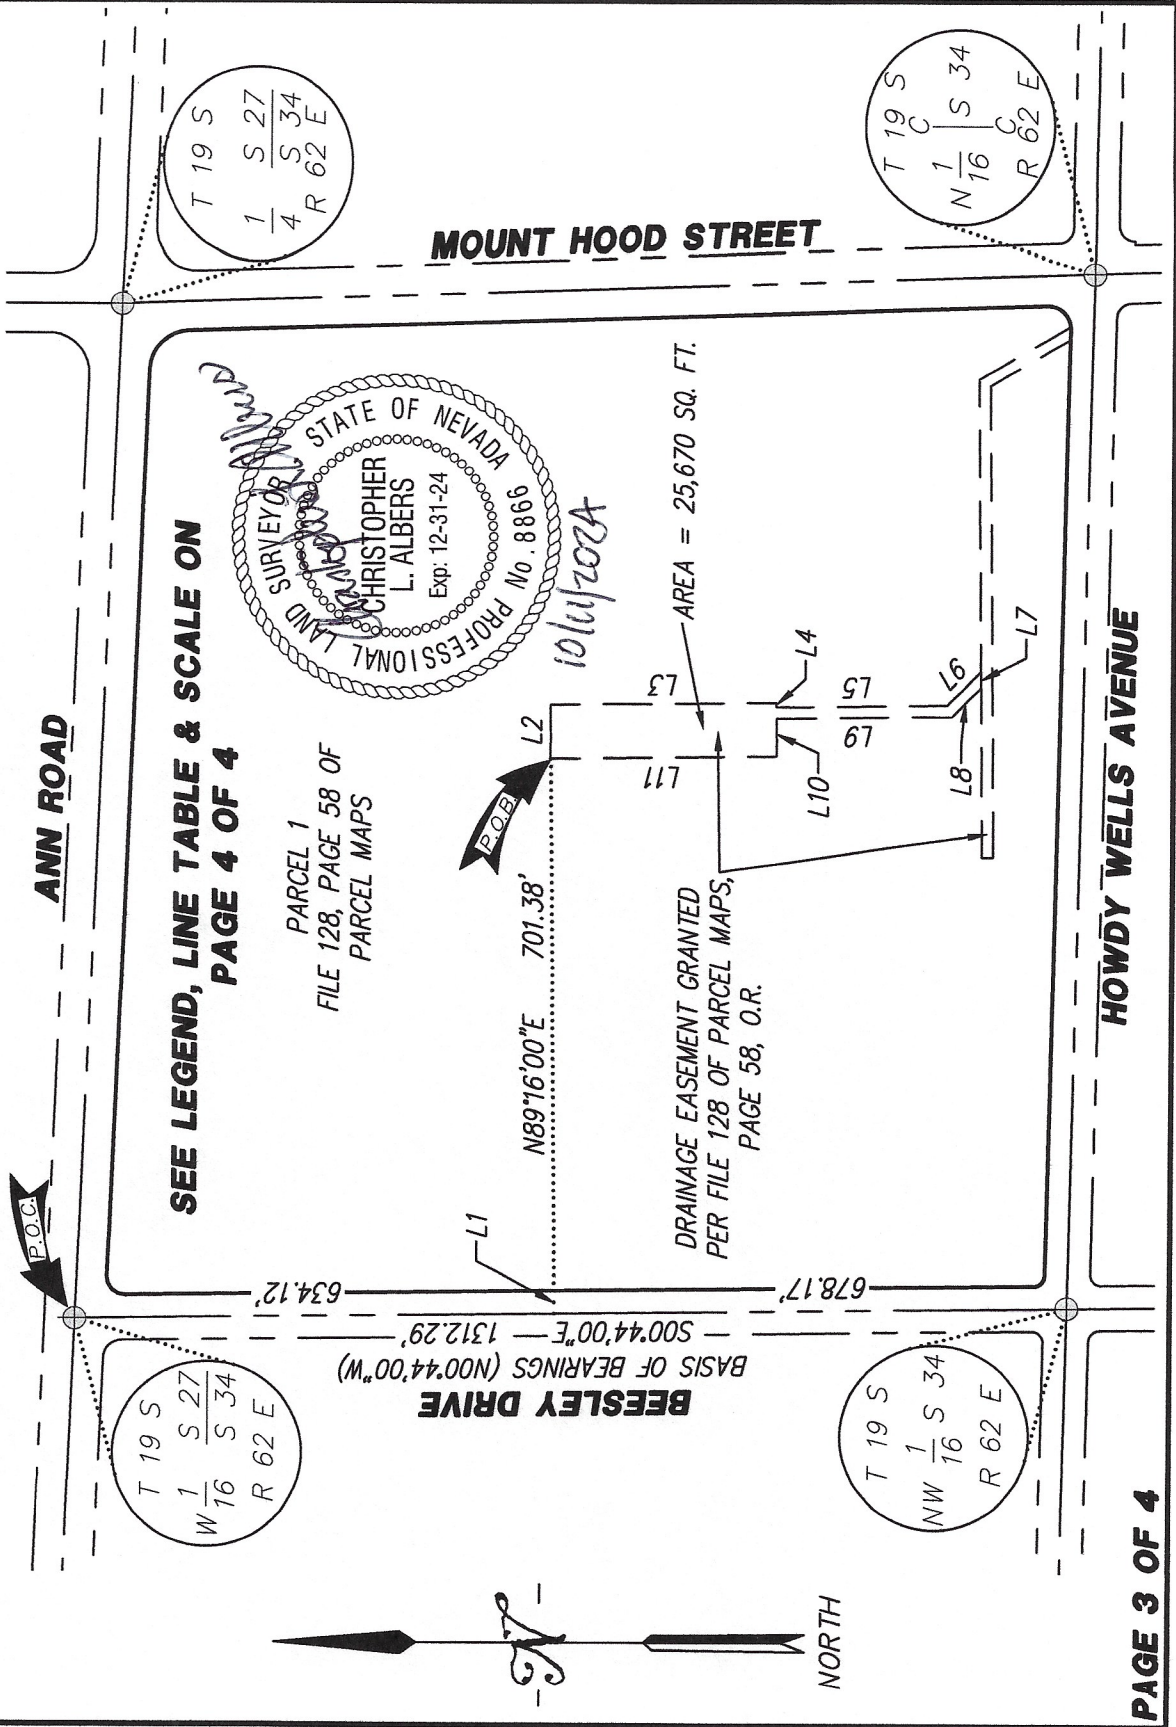 ANN ROAD
P.O.C.
SEE LEGEND, LINE TABLE & SCALE ON
PAGE 4 OF 4
T 19 S
W 1/16 S 27
S 34
R 62 E
T 19 S
1/4 S 27
S 34
R 62 E
PARCEL 1
FILE 128, PAGE 58 OF
PARCEL MAPS
PROFESSIONAL LAND SURVEYOR
STATE OF NEVADA
CHRISTOPHER
L. ALBERS
Exp: 12-31-24
No. 8866
MOUNT HOOD STREET
BEESLEY DRIVE
BASIS OF BEARINGS (N00°44'00"W)
S00°44'00"E 1312.29'
634.12'
678.17'
L1
N89°16'00"E 701.38'
P.O.B.
L2
L3
L11
AREA = 25,670 SQ. FT.
L4
L10
L5
L9
L6
L8
L7
DRAINAGE EASEMENT GRANTED
PER FILE 128 OF PARCEL MAPS,
PAGE 58, O.R.
NORTH
T 19 S
NW 1/16 S 34
R 62 E
T 19 S
C
N 1/16 S 34
C
R 62 E
HOWDY WELLS AVENUE
PAGE 3 OF 4